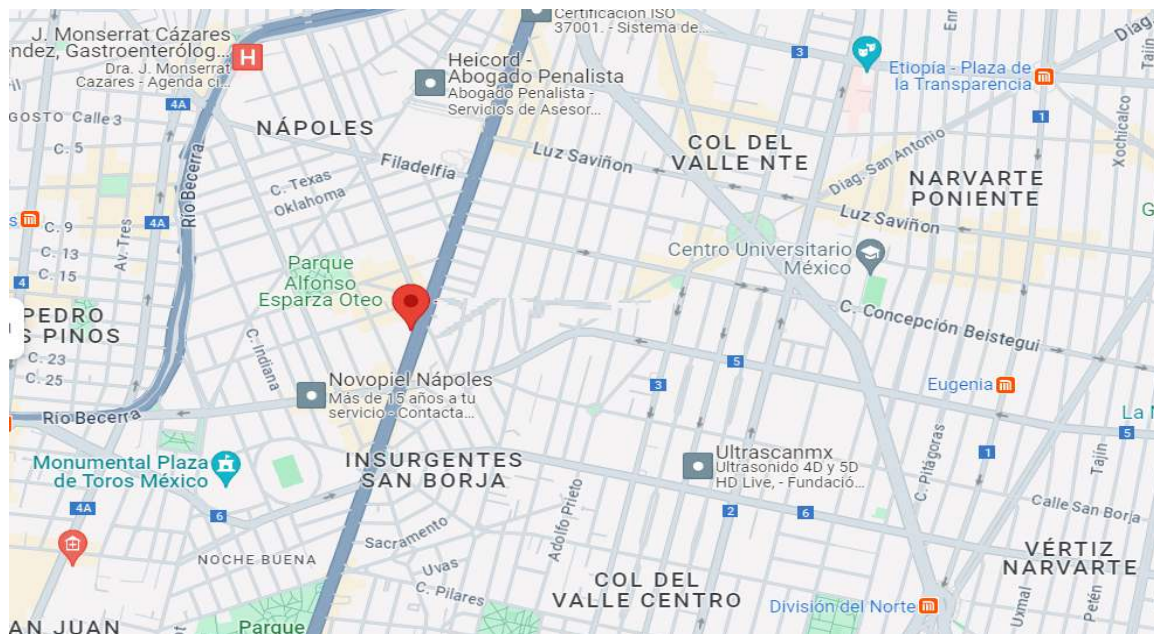 Certificación ISO
37001. - Sistema de...
J. Monserrat Cázares
éndez, Gastroenterólog...
Dra. J. Monserrat
Cazares - Agenda ci...
H
Heicord -
Abogado Penalista
Abogado Penalista -
Servicios de Asesor...
3
Diag.
Tajín
Etiopía - Plaza de
la Transparencia
4A
GOSTO Calle 3
C. 5
NÁPOLES
Filadelfia
Luz Saviñon
COL DEL
VALLE NTE
Diag. San Antonio
NARVARTE
PONIENTE
1
Xochicalco
C. Texas
Oklahoma
Río Becerra
4A
Av. Tres
C. 9
C. 13
C. 15
4
Luz Saviñon
Centro Universitario
México
Parque
Alfonso
Esparza Oteo
C. Concepción Beistegui
PEDRO
S PINOS
C. 23
C. 25
C. Indiana
5
3
Eugenia
Novopiel Nápoles
Más de 15 años a tu
servicio - Contacta...
Río Becerra
5
Monumental Plaza
de Toros México
INSURGENTES
SAN BORJA
Ultrascanmx
Ultrasonido 4D y 5D
HD Live, - Fundació...
C. Pitágoras
1
Tajín
4A
6
2
6
Calle San Borja
Adolfo Prieto
Sacramento
NOCHE BUENA
Uvas
C. Pilares
COL DEL
VALLE CENTRO
VÉRTIZ
NARVARTE
División del Norte
Uxmal
Petén
AN JUAN
Parque